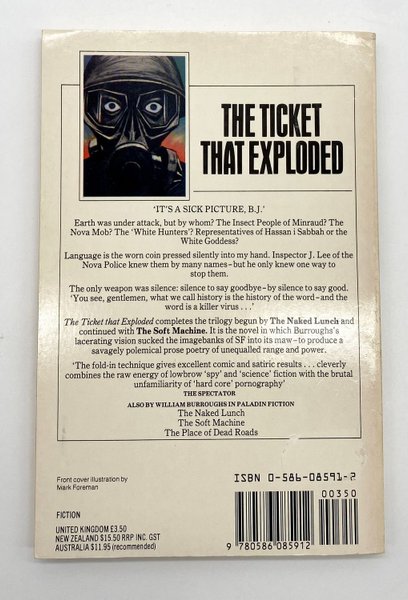 THE TICKET
THAT EXPLODED
‘IT’S A SICK PICTURE, B.J.’
Earth was under attack, but by whom? The Insect People of Minraud? The
Nova Mob? The ‘White Hunters’? Representatives of Hassan i Sabbah or the
White Goddess?
Language is the worn coin pressed silently into my hand. Inspector J. Lee of the
Nova Police knew them by many names – but he only knew one way to
stop them.
The only weapon was silence: silence to say goodbye – by silence to say good.
‘You see, gentlemen, what we call history is the history of the word – and the
word is a killer virus . . .’
The Ticket that Exploded completes the trilogy begun by The Naked Lunch and
continued with The Soft Machine. It is the novel in which Burroughs’s
lacerating vision sucked the imagebanks of SF into its maw – to produce a
savagely polemical prose poetry of unequalled range and power.
‘The fold-in technique gives excellent comic and satiric results . . . cleverly
combines the raw energy of lowbrow ‘spy’ and ‘science’ fiction with the brutal
unfamiliarity of ‘hard core’ pornography’
THE SPECTATOR
ALSO BY WILLIAM BURROUGHS IN PALADIN FICTION
The Naked Lunch
The Soft Machine
The Place of Dead Roads
Front cover illustration by
Mark Foreman
ISBN 0-586-08591-2
00350
FICTION
UNITED KINGDOM £3.50
NEW ZEALAND $15.50 RRP INC. GST
AUSTRALIA $11.95 (recommended)
9 780586 085912